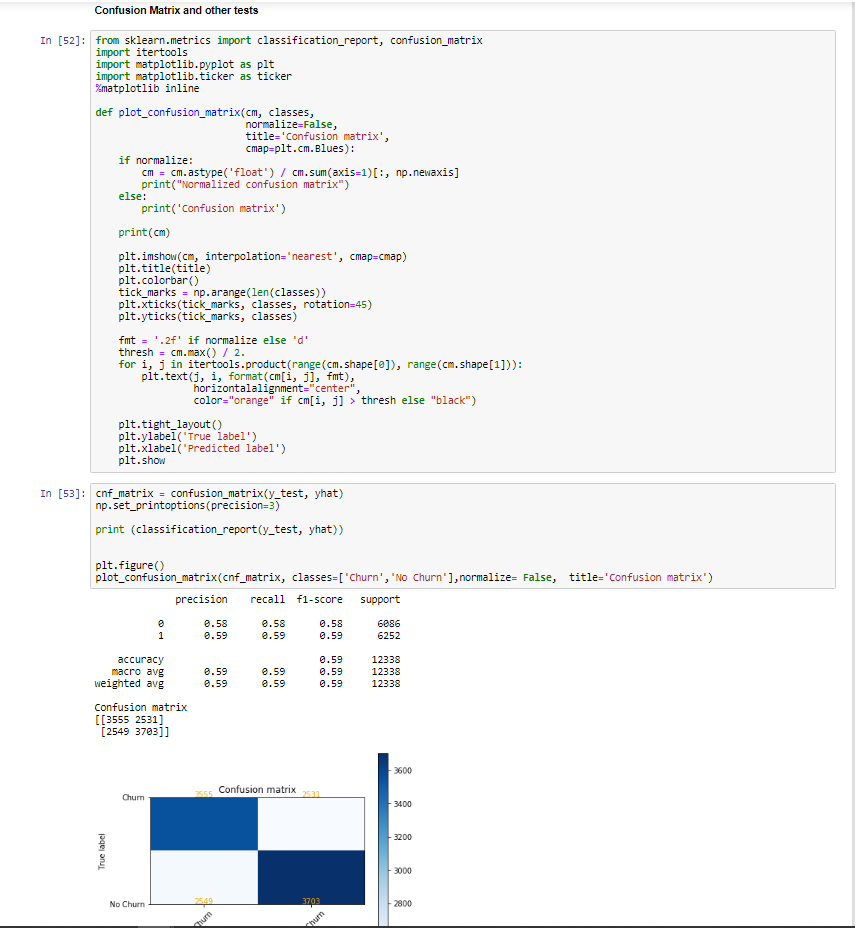 Confusion Matrix and other tests
In [52]: from sklearn.metrics import classification_report, confusion_matrix
import itertools
import matplotlib.pyplot as plt
import matplotlib.ticker as ticker
%matplotlib inline
def plot_confusion_matrix(cm, classes,
normalize=False,
title='Confusion matrix',
cmap=plt.cm.Blues):
if normalize:
cm = cm.astype('float') / cm.sum(axis=1)[:, np.newaxis]
print("Normalized confusion matrix")
else:
print('Confusion matrix')
print(cm)
plt.imshow(cm, interpolation='nearest', cmap=cmap)
plt.title(title)
plt.colorbar()
tick_marks = np.arange(len(classes))
plt.xticks(tick_marks, classes, rotation=45)
plt.yticks(tick_marks, classes)
fmt = '.2f' if normalize else 'd'
thresh = cm.max() / 2.
for i, j in itertools.product(range(cm.shape[0]), range(cm.shape[1])):
plt.text(j, i, format(cm[i, j], fmt),
horizontalalignment="center",
color="orange" if cm[i, j] > thresh else "black")
plt.tight_layout()
plt.ylabel('True label')
plt.xlabel('Predicted label')
plt.show
In [53]: cnf_matrix = confusion_matrix(y_test, yhat)
np.set_printoptions(precision=3)
print (classification_report(y_test, yhat))
plt.figure()
plot_confusion_matrix(cnf_matrix, classes=['Churn','No Churn'],normalize= False,  title='Confusion matrix')
precision recall f1-score support
0 0.58 0.58 0.58 6086
1 0.59 0.59 0.59 6252
accuracy 0.59 12338
macro avg 0.59 0.59 0.59 12338
weighted avg 0.59 0.59 0.59 12338
Confusion matrix
[[3555 2531]
[2549 3703]]
Confusion matrix
3555 2531
Churn
True label
No Churn
2549 3703
3600
3400
3200
3000
2800